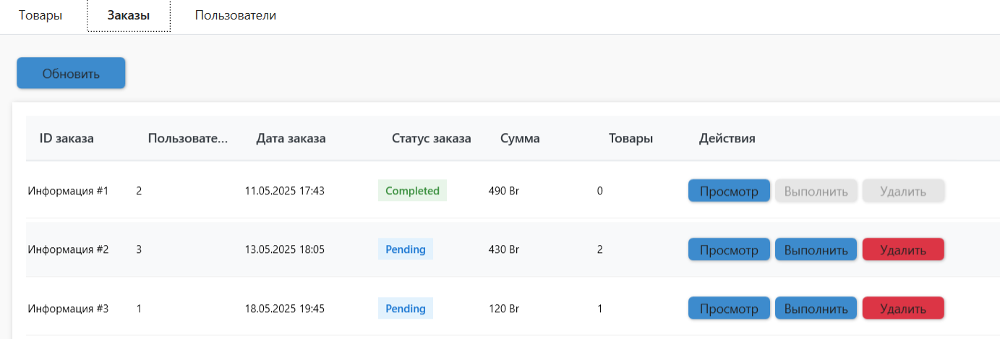 Товары Заказы Пользователи
Обновить
ID заказа Пользовате... Дата заказа Статус заказа Сумма Товары Действия
Информация #1 2 11.05.2025 17:43 Completed 490 Br 0 Просмотр Выполнить Удалить
Информация #2 3 13.05.2025 18:05 Pending 430 Br 2 Просмотр Выполнить Удалить
Информация #3 1 18.05.2025 19:45 Pending 120 Br 1 Просмотр Выполнить Удалить